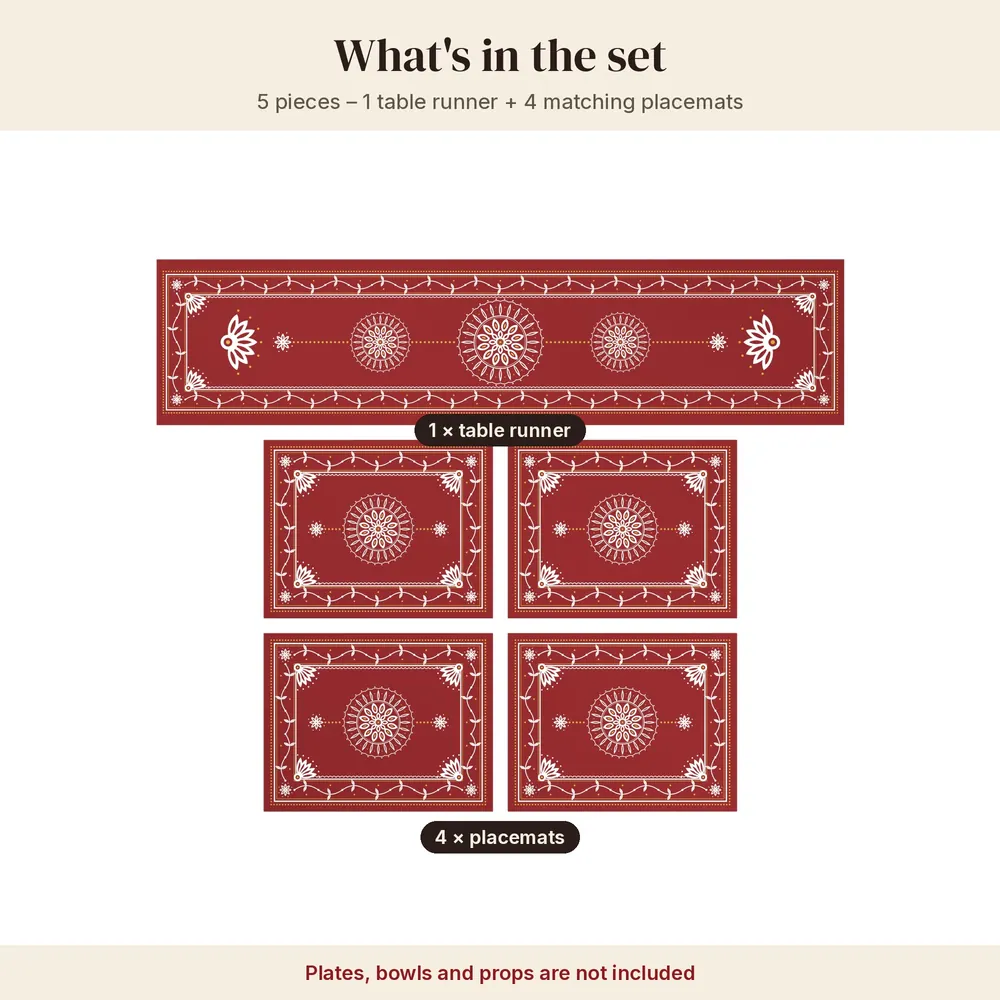 What's in the set
5 pieces – 1 table runner + 4 matching placemats
1 × table runner
4 × placemats
Plates, bowls and props are not included